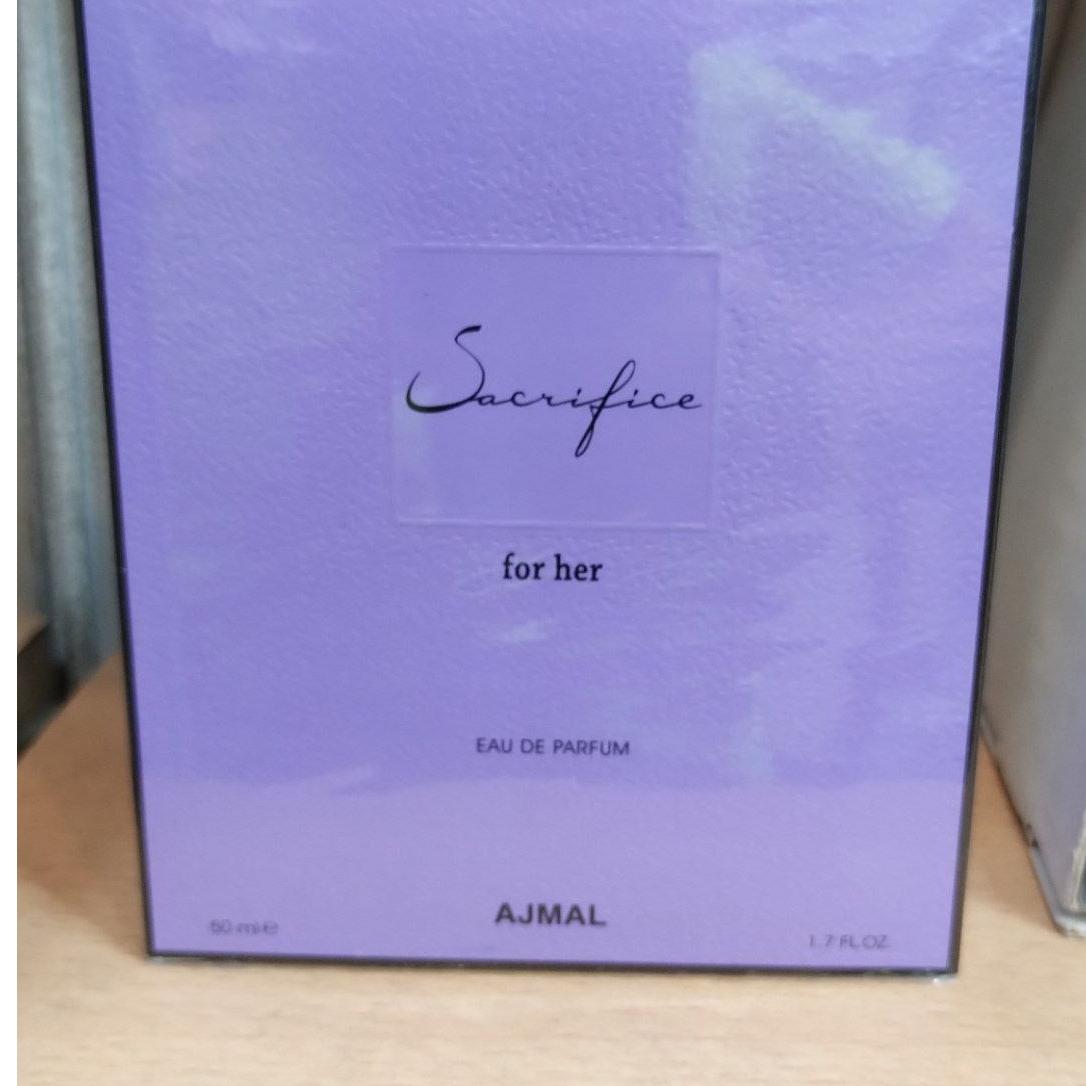 Sacrifice
for her
EAU DE PARFUM
AJMAL
50 ml ℮
1.7 FL OZ